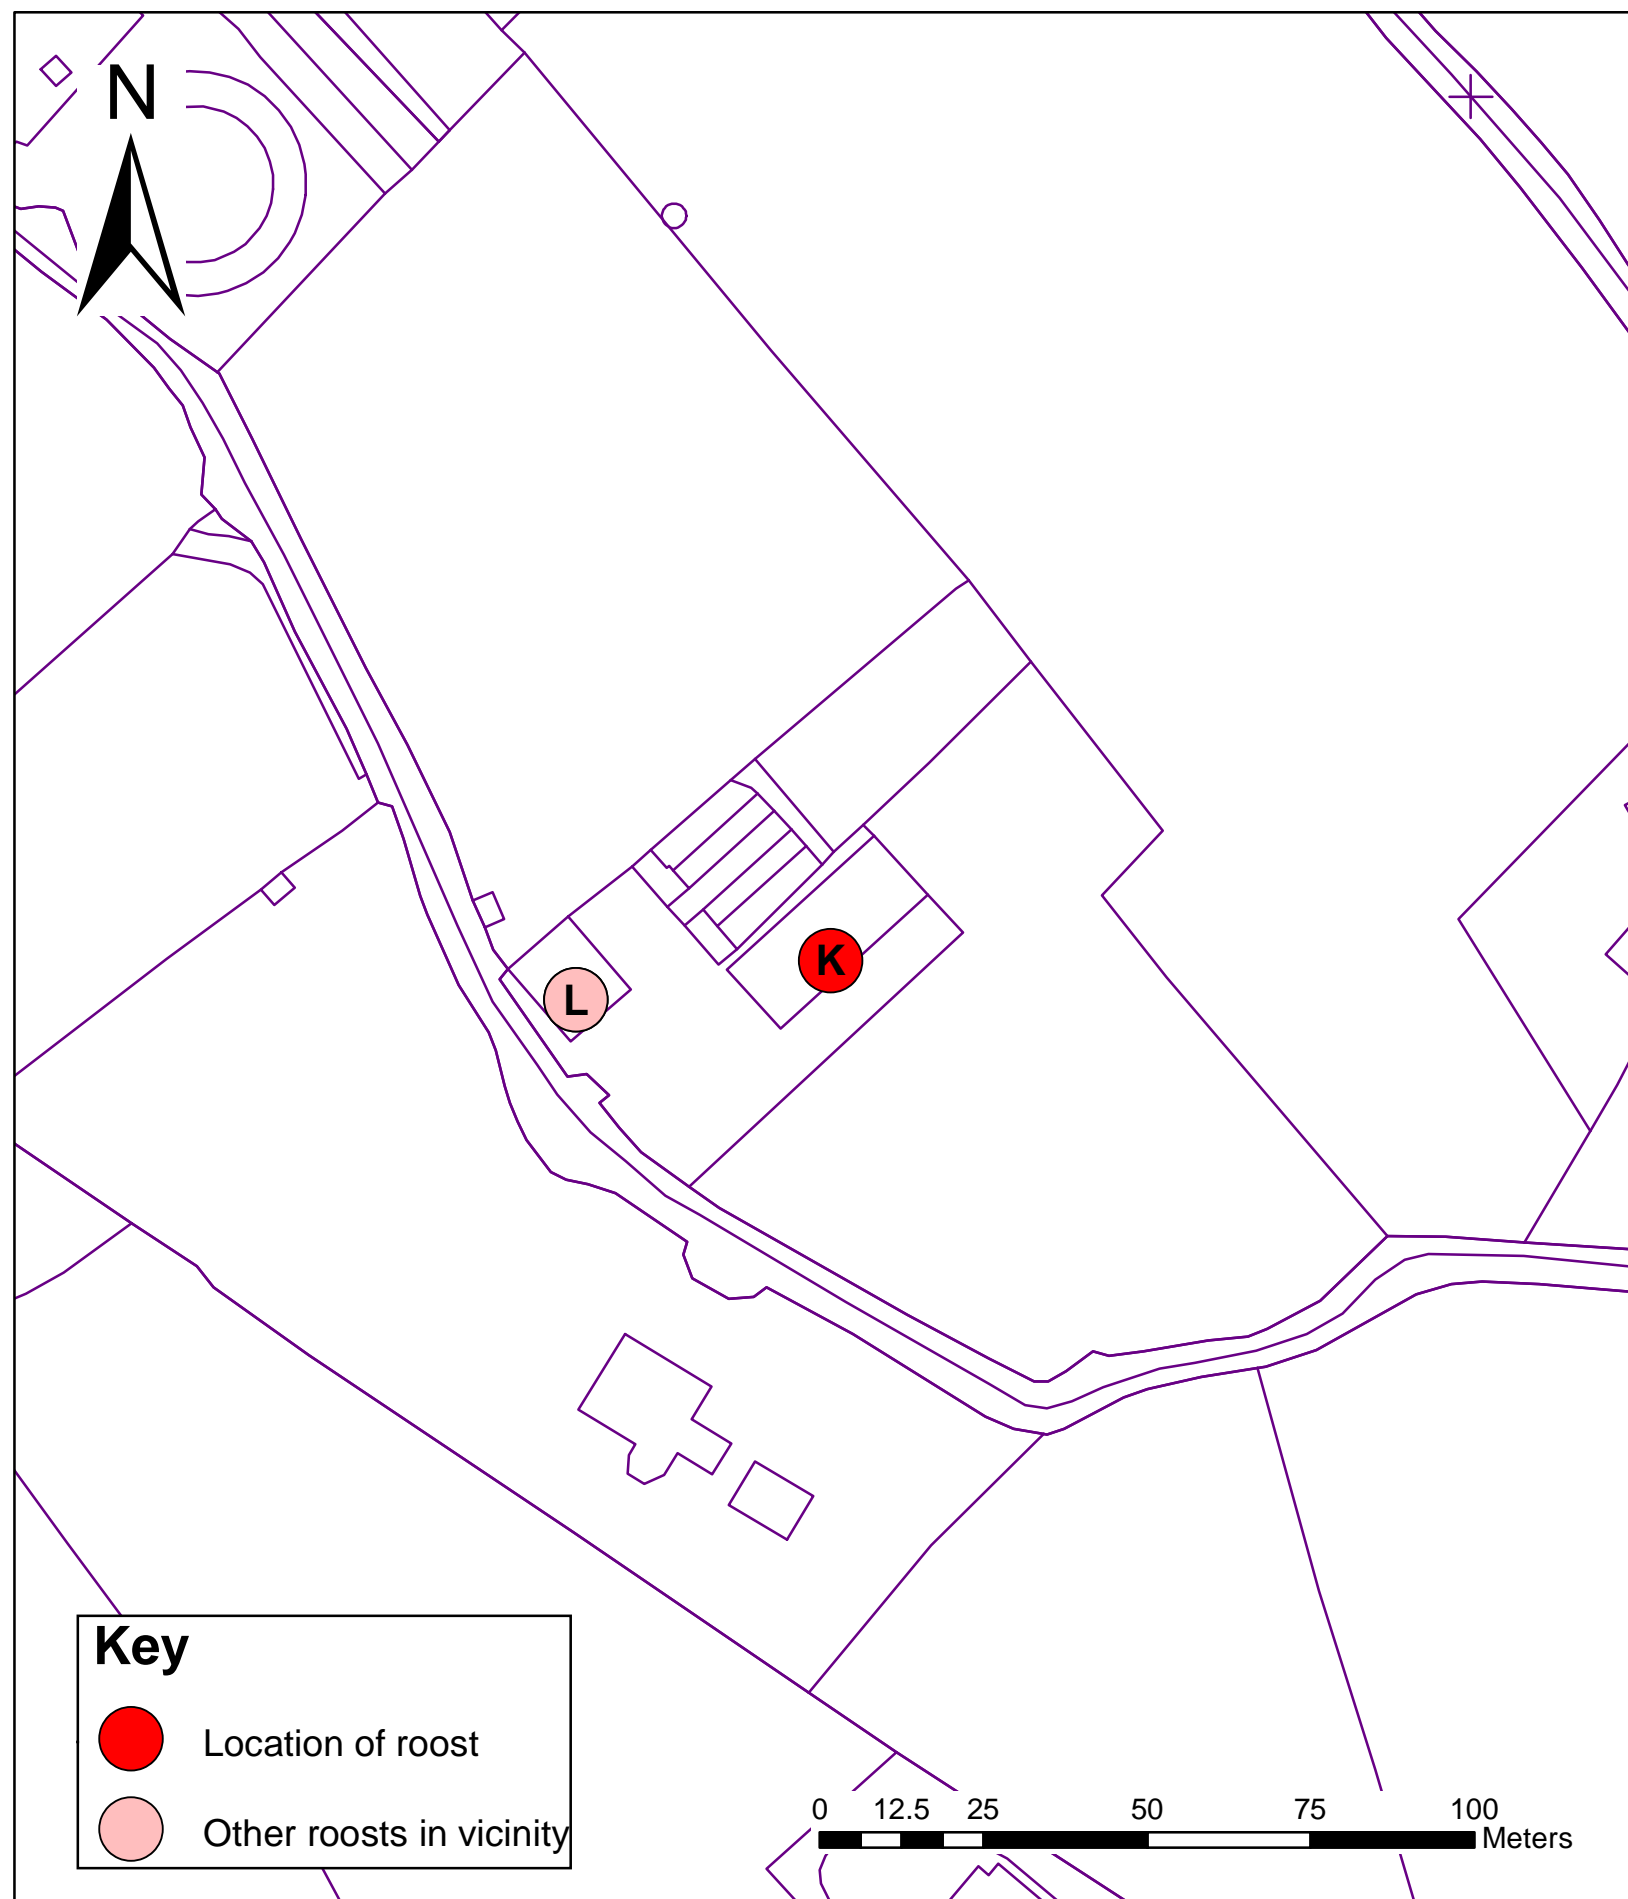 N
K
L
Key
Location of roost
Other roosts in vicinity
0 12.5 25 50 75 100
Meters